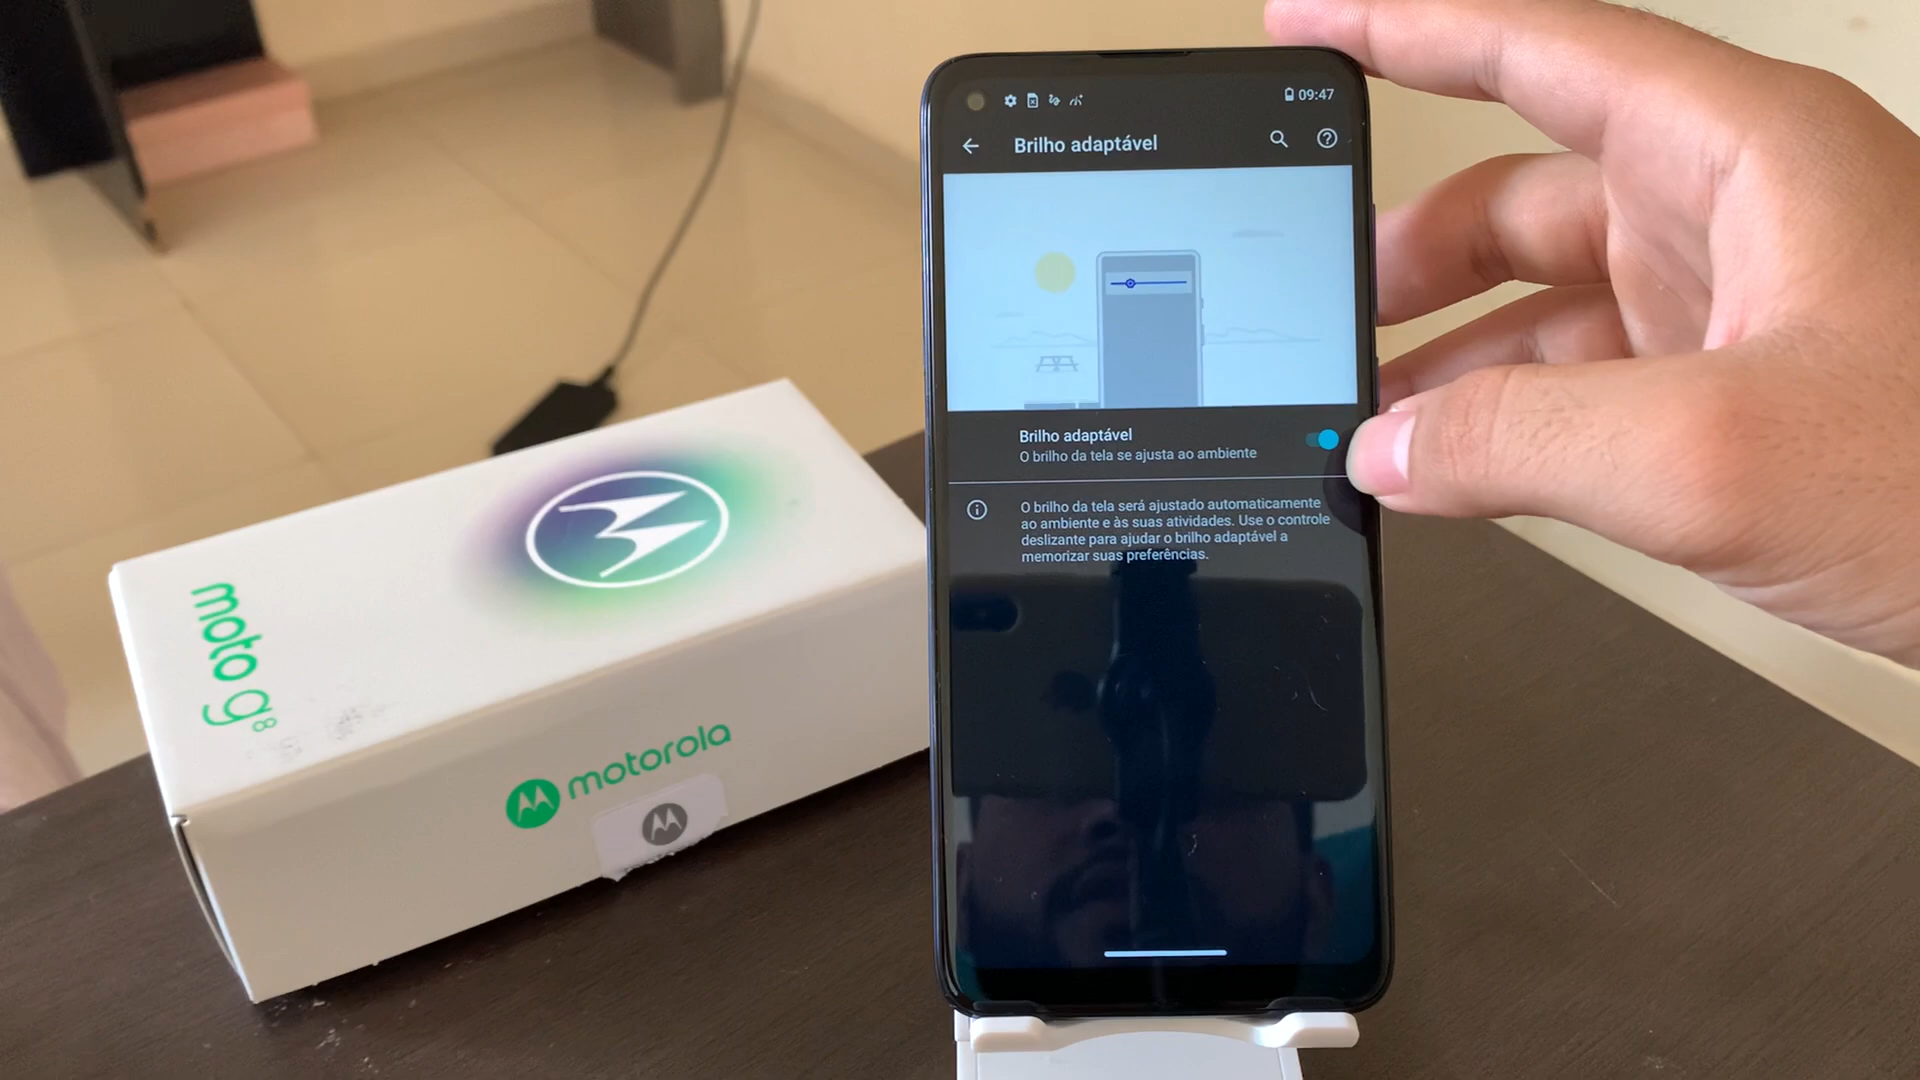 09:47
Brilho adaptável
Brilho adaptável
O brilho da tela se ajusta ao ambiente
O brilho da tela será ajustado automaticamente
ao ambiente e às suas atividades. Use o controle
deslizante para ajudar o brilho adaptável a
memorizar suas preferências.
moto g8
motorola